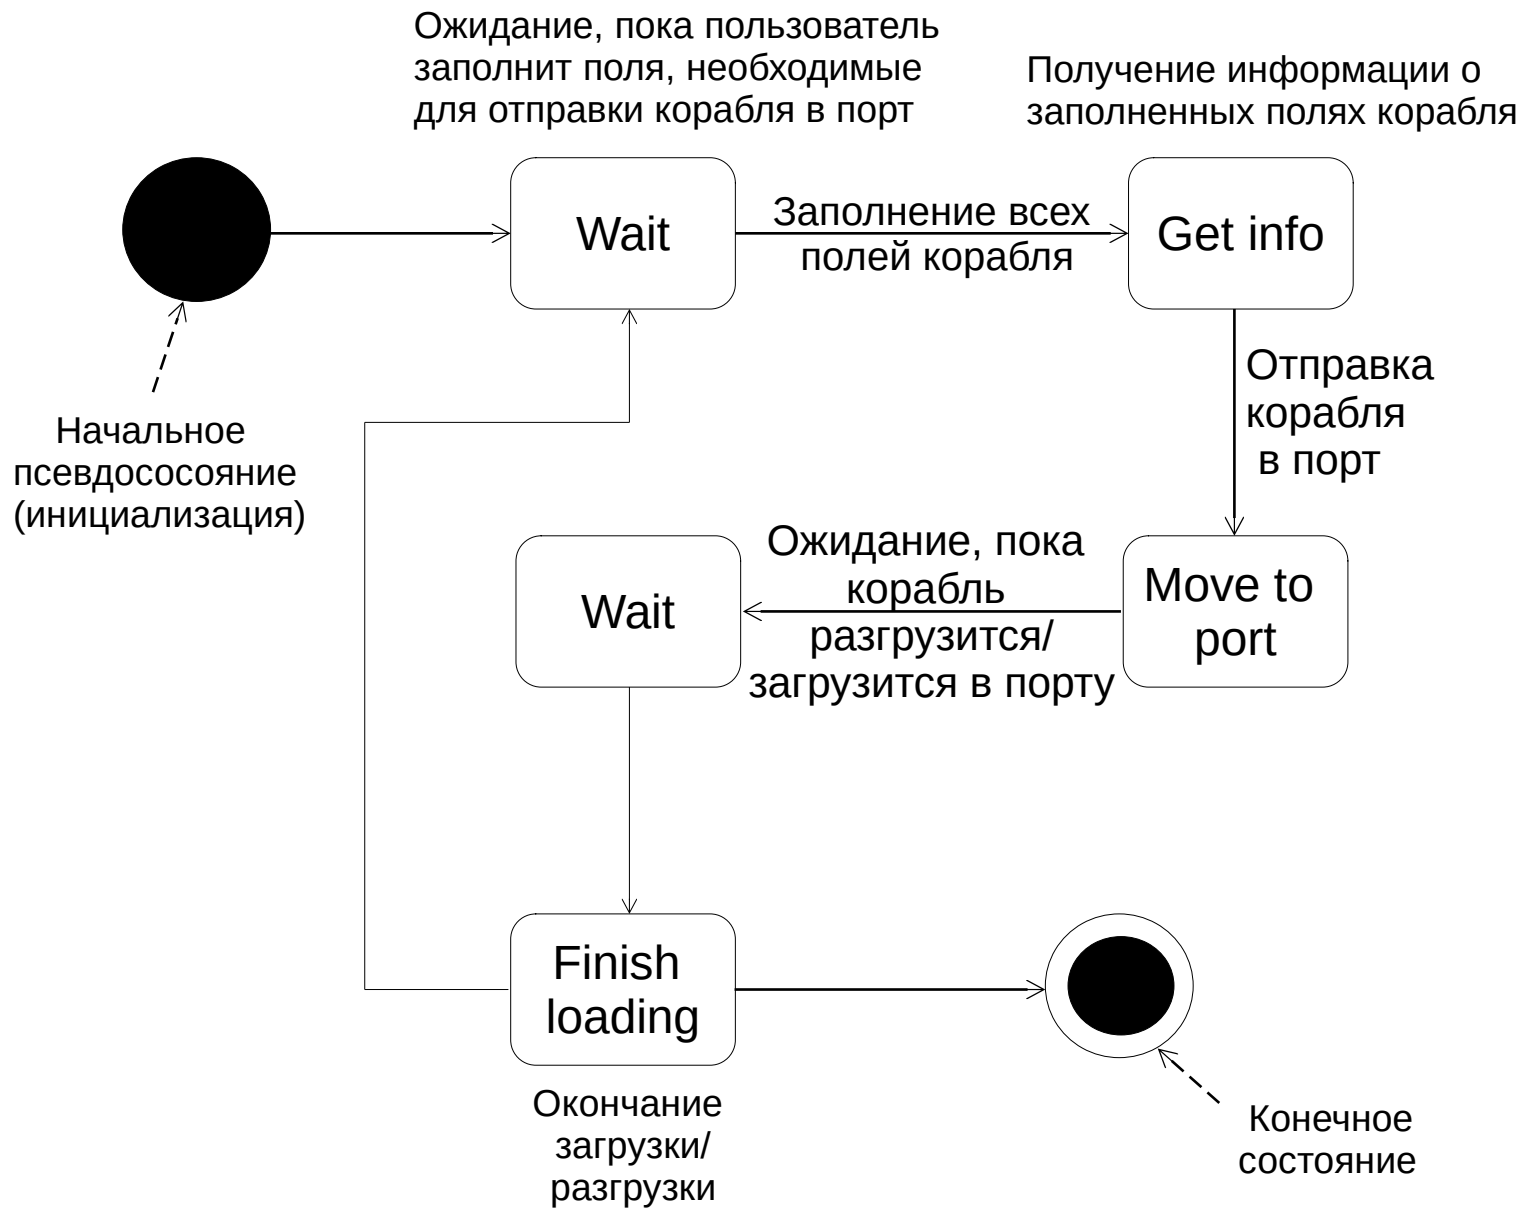 Ожидание, пока пользователь
заполнит поля, необходимые
для отправки корабля в порт
Получение информации о
заполненных полях корабля
Wait
Заполнение всех
полей корабля
Get info
Отправка
корабля
в порт
Начальное
псевдососояние
(инициализация)
Wait
Ожидание, пока
корабль
разгрузится/
загрузится в порту
Move to
port
Finish
loading
Окончание
загрузки/
разгрузки
Конечное
состояние